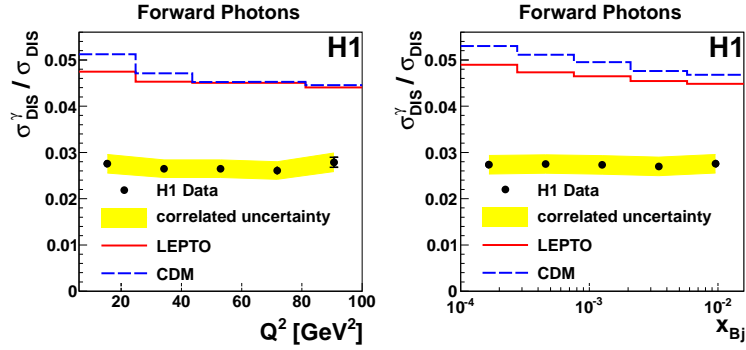 Forward Photons
H1
σ^γ_DIS / σ_DIS
0.05
0.04
0.03
0.02
0.01
0
H1 Data
correlated uncertainty
LEPTO
CDM
20 40 60 80 100
Q² [GeV²]
Forward Photons
H1
σ^γ_DIS / σ_DIS
0.05
0.04
0.03
0.02
0.01
0
H1 Data
correlated uncertainty
LEPTO
CDM
10⁻⁴ 10⁻³ 10⁻²
x_Bj